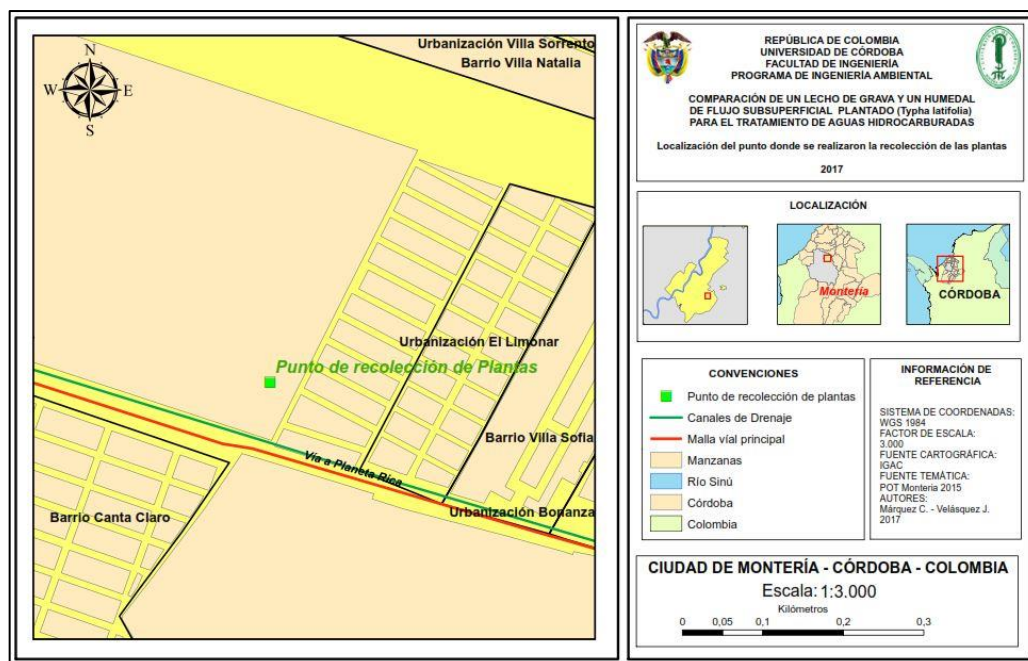 Urbanización Villa Sorrento
Barrio Villa Natalia
N
W
E
S
Urbanización El Limonar
Punto de recolección de Plantas
Barrio Villa Sofia
Vía a Planeta Rica
Urbanización Bonanza
Barrio Canta Claro
REPÚBLICA DE COLOMBIA
UNIVERSIDAD DE CÓRDOBA
FACULTAD DE INGENIERÍA
PROGRAMA DE INGENIERÍA AMBIENTAL
COMPARACIÓN DE UN LECHO DE GRAVA Y UN HUMEDAL
DE FLUJO SUBSUPERFICIAL PLANTADO (Typha latifolia)
PARA EL TRATAMIENTO DE AGUAS HIDROCARBURADAS
Localización del punto donde se realizaron la recolección de las plantas
2017
LOCALIZACIÓN
Montería
CÓRDOBA
CONVENCIONES
Punto de recolección de plantas
Canales de Drenaje
Malla víal principal
Manzanas
Río Sinú
Córdoba
Colombia
INFORMACIÓN DE
REFERENCIA
SISTEMA DE COORDENADAS:
WGS 1984
FACTOR DE ESCALA:
3.000
FUENTE CARTOGRÁFICA:
IGAC
FUENTE TEMÁTICA:
POT Monteria 2015
AUTORES:
Márquez C. - Velásquez J.
2017
CIUDAD DE MONTERÍA - CÓRDOBA - COLOMBIA
Escala: 1:3.000
Kilómetros
0 0,05 0,1 0,2 0,3